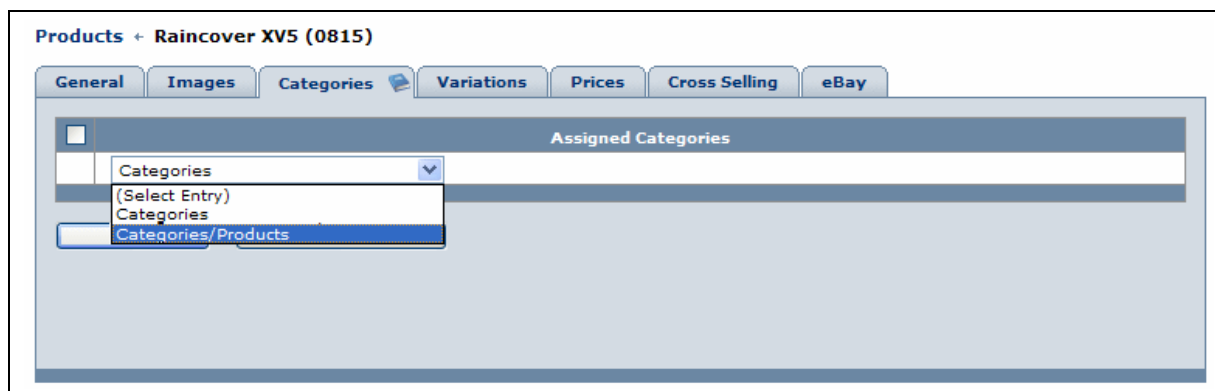 Products ← Raincover XV5 (0815)
General Images Categories Variations Prices Cross Selling eBay
Assigned Categories
Categories
(Select Entry)
Categories
Categories/Products